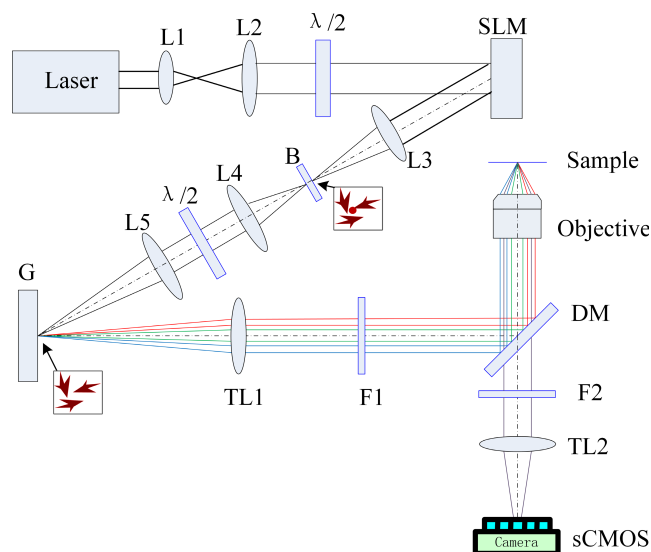 L1
L2
λ/2
SLM
Laser
L3
B
Sample
λ/2
L4
L5
Objective
G
DM
TL1
F1
F2
TL2
Camera
sCMOS